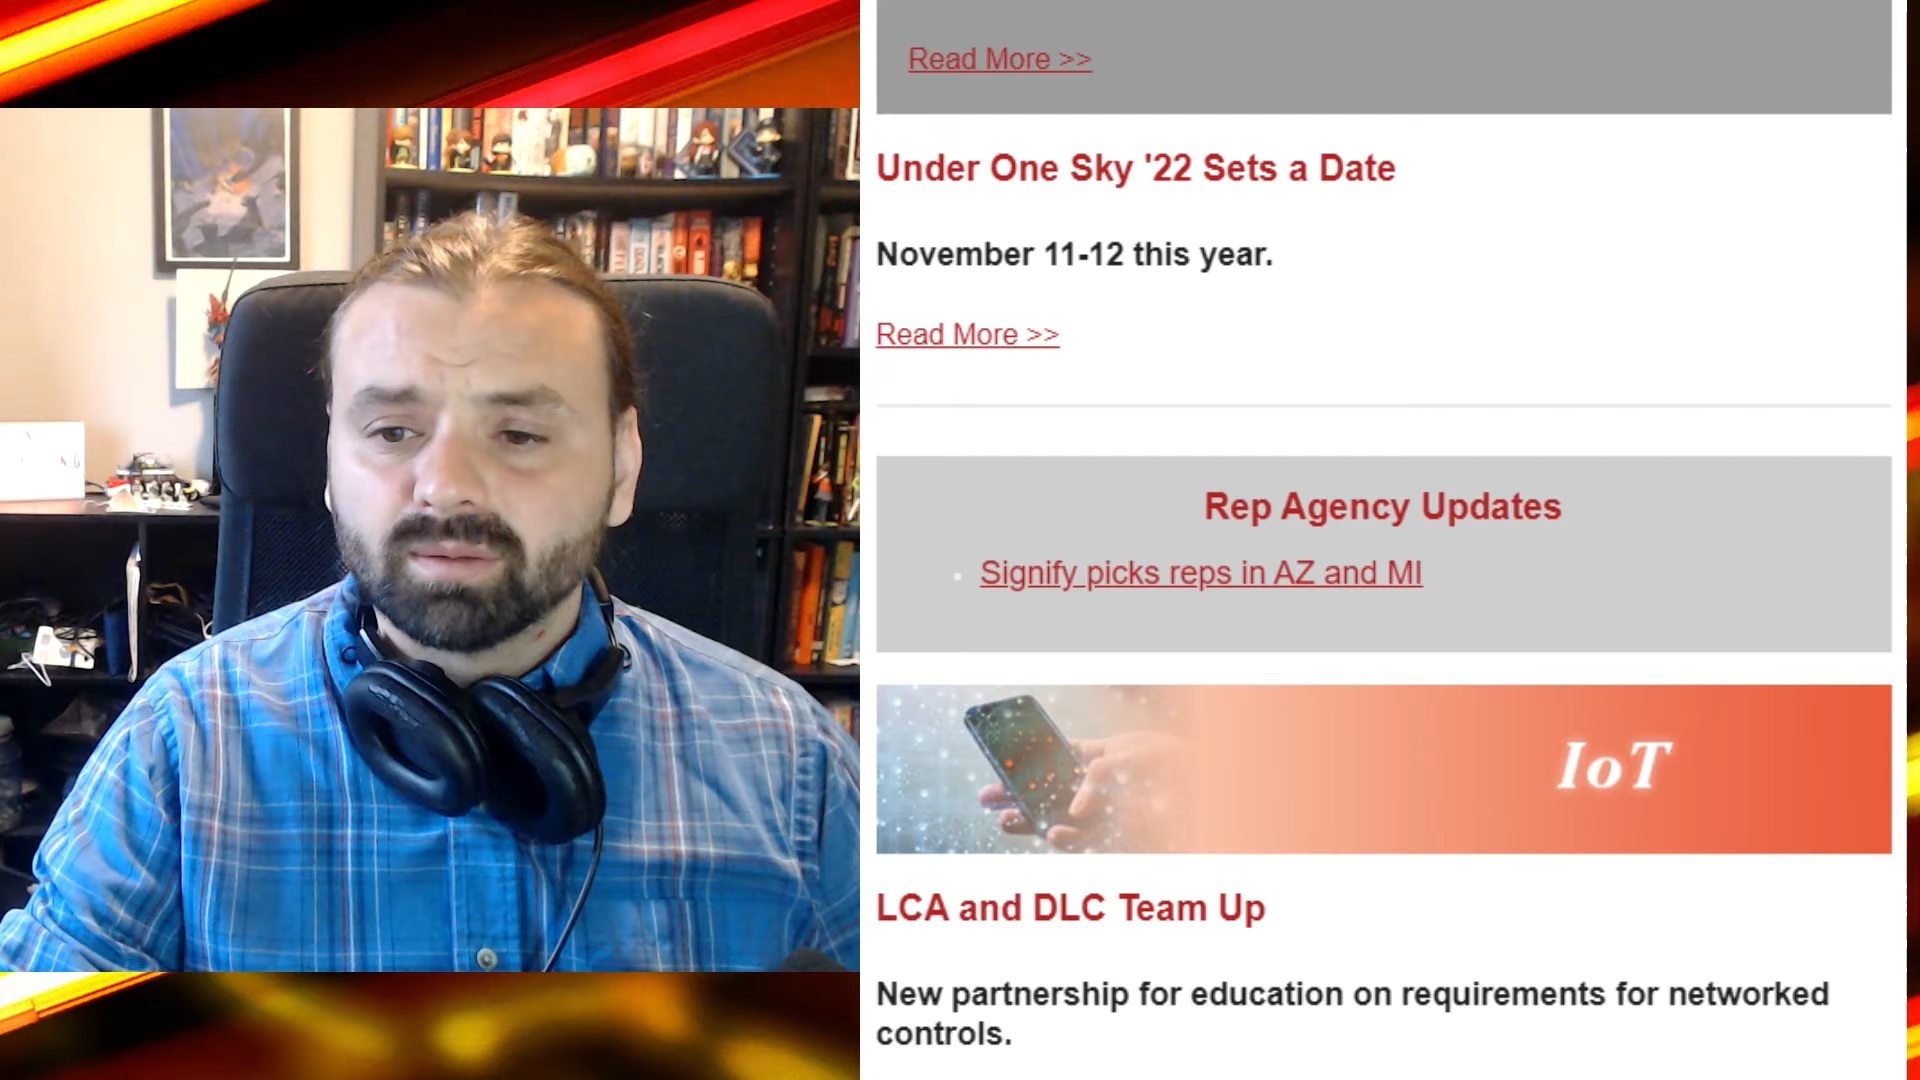 Read More >>
Under One Sky '22 Sets a Date
November 11-12 this year.
Read More >>
Rep Agency Updates
• Signify picks reps in AZ and MI
IoT
LCA and DLC Team Up
New partnership for education on requirements for networked
controls.